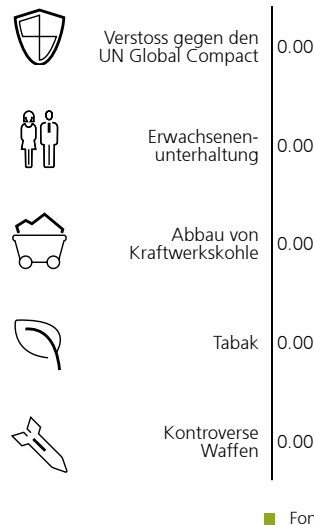 Verstoss gegen den
UN Global Compact
0.00
Erwachsenen-
unterhaltung
0.00
Abbau von
Kraftwerkskohle
0.00
Tabak
0.00
Kontroverse
Waffen
0.00